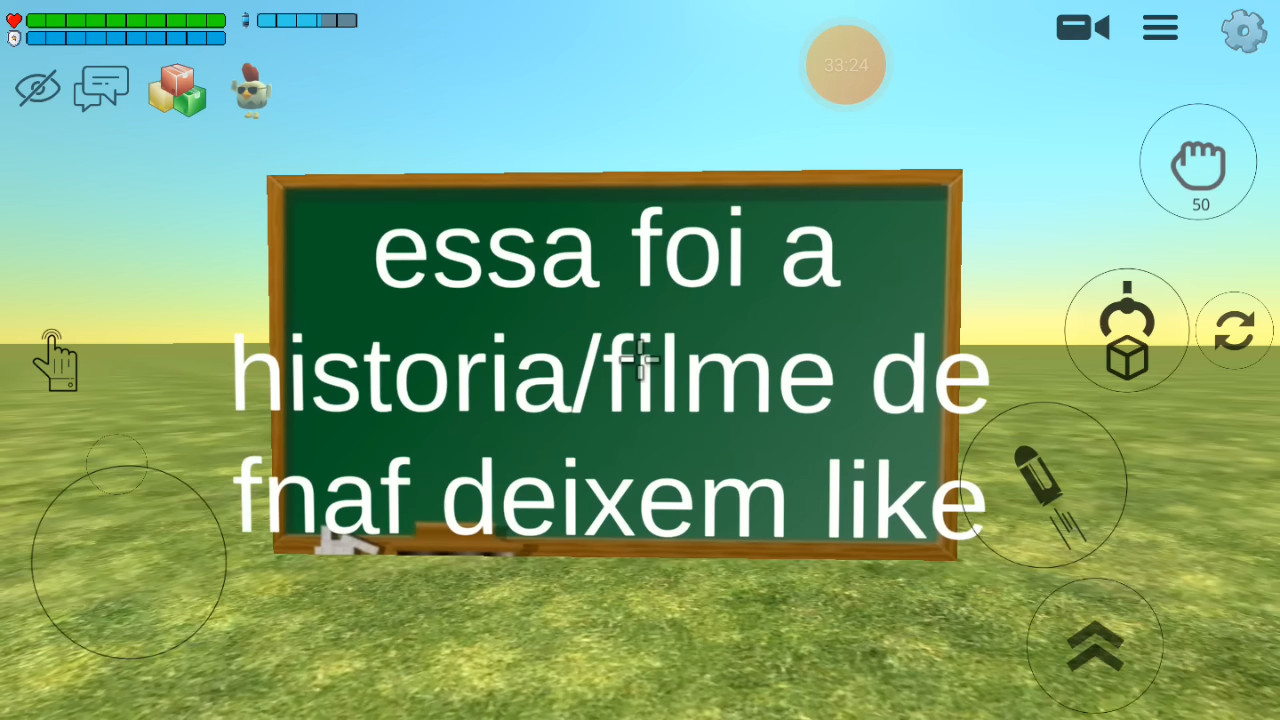 33:24
50
essa foi a
historia/filme de
fnaf deixem like